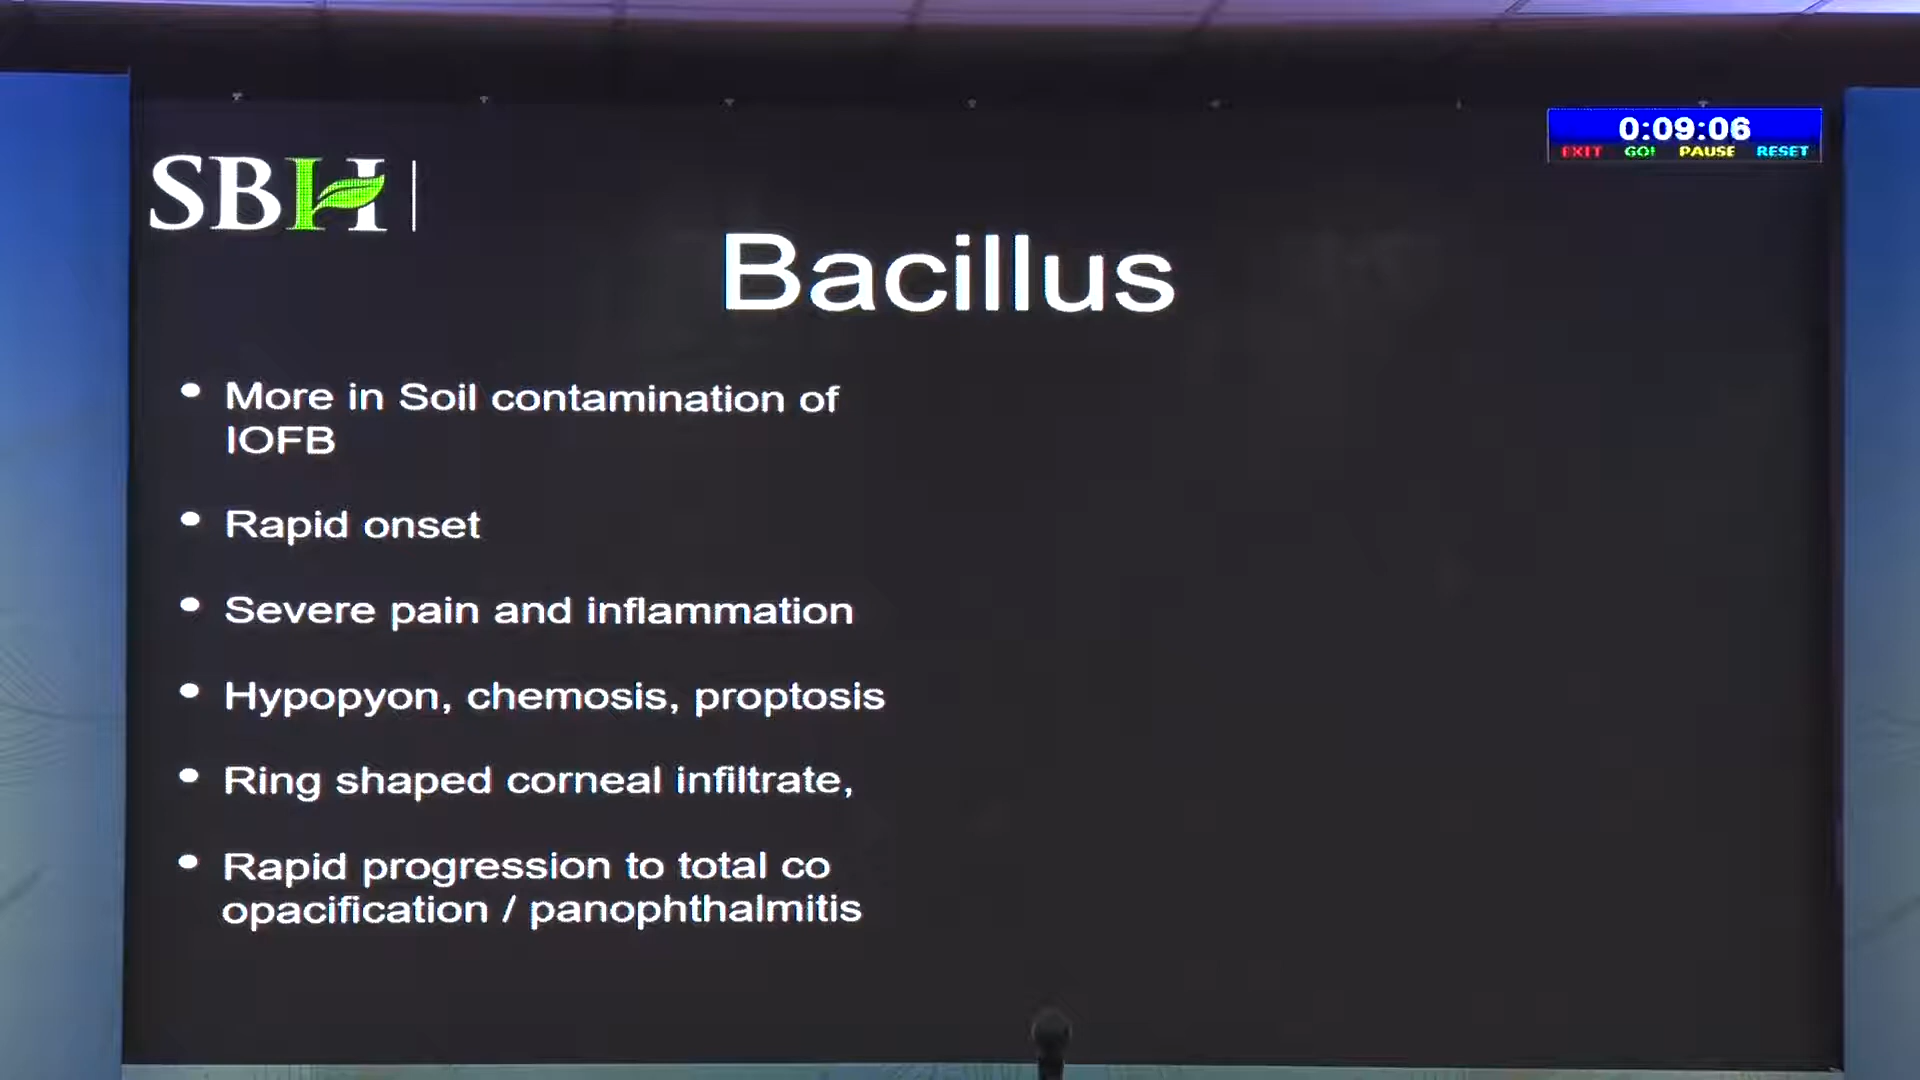 0:09:06
EXIT GO! PAUSE RESET
SBH
Bacillus
• More in Soil contamination of
IOFB
• Rapid onset
• Severe pain and inflammation
• Hypopyon, chemosis, proptosis
• Ring shaped corneal infiltrate,
• Rapid progression to total co
opacification / panophthalmitis